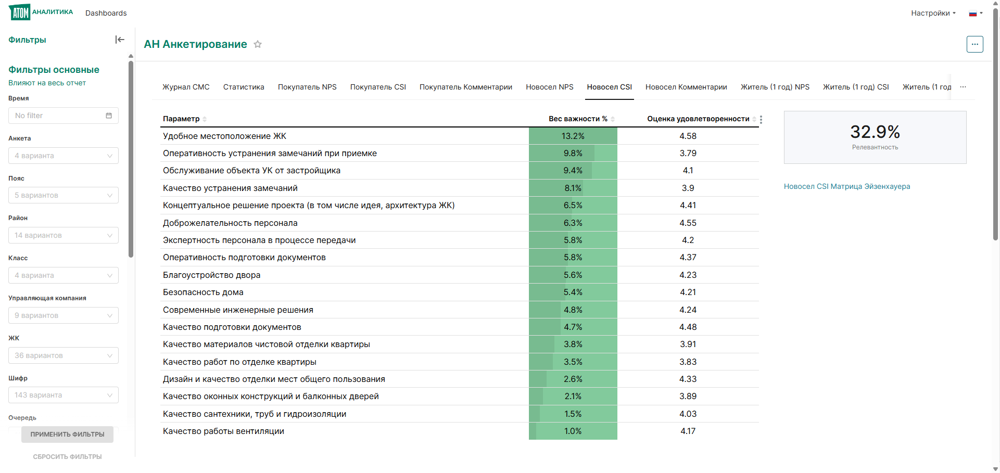 АТОМ АНАЛИТИКА Dashboards Настройки
Фильтры
АН Анкетирование
...
Фильтры основные
Влияют на весь отчет
Время
No filter
Анкета
4 варианта
Пояс
5 вариантов
Район
14 вариантов
Класс
4 варианта
Управляющая компания
9 вариантов
ЖК
36 вариантов
Шифр
143 варианта
Очередь
ПРИМЕНИТЬ ФИЛЬТРЫ
СБРОСИТЬ ФИЛЬТРЫ
Журнал СМС Статистика Покупатель NPS Покупатель CSI Покупатель Комментарии Новосел NPS Новосел CSI Новосел Комментарии Житель (1 год) NPS Житель (1 год) CSI Житель (1 год ...
Параметр Вес важности % Оценка удовлетворенности
Удобное местоположение ЖК 13.2% 4.58
Оперативность устранения замечаний при приемке 9.8% 3.79
Обслуживание объекта УК от застройщика 9.4% 4.1
Качество устранения замечаний 8.1% 3.9
Концептуальное решение проекта (в том числе идея, архитектура ЖК) 6.5% 4.41
Доброжелательность персонала 6.3% 4.55
Экспертность персонала в процессе передачи 5.8% 4.2
Оперативность подготовки документов 5.8% 4.37
Благоустройство двора 5.6% 4.23
Безопасность дома 5.4% 4.21
Современные инженерные решения 4.8% 4.24
Качество подготовки документов 4.7% 4.48
Качество материалов чистовой отделки квартиры 3.8% 3.91
Качество работ по отделке квартиры 3.5% 3.83
Дизайн и качество отделки мест общего пользования 2.6% 4.33
Качество оконных конструкций и балконных дверей 2.1% 3.89
Качество сантехники, труб и гидроизоляции 1.5% 4.03
Качество работы вентиляции 1.0% 4.17
32.9%
Релевантность
Новосел CSI Матрица Эйзенхауера